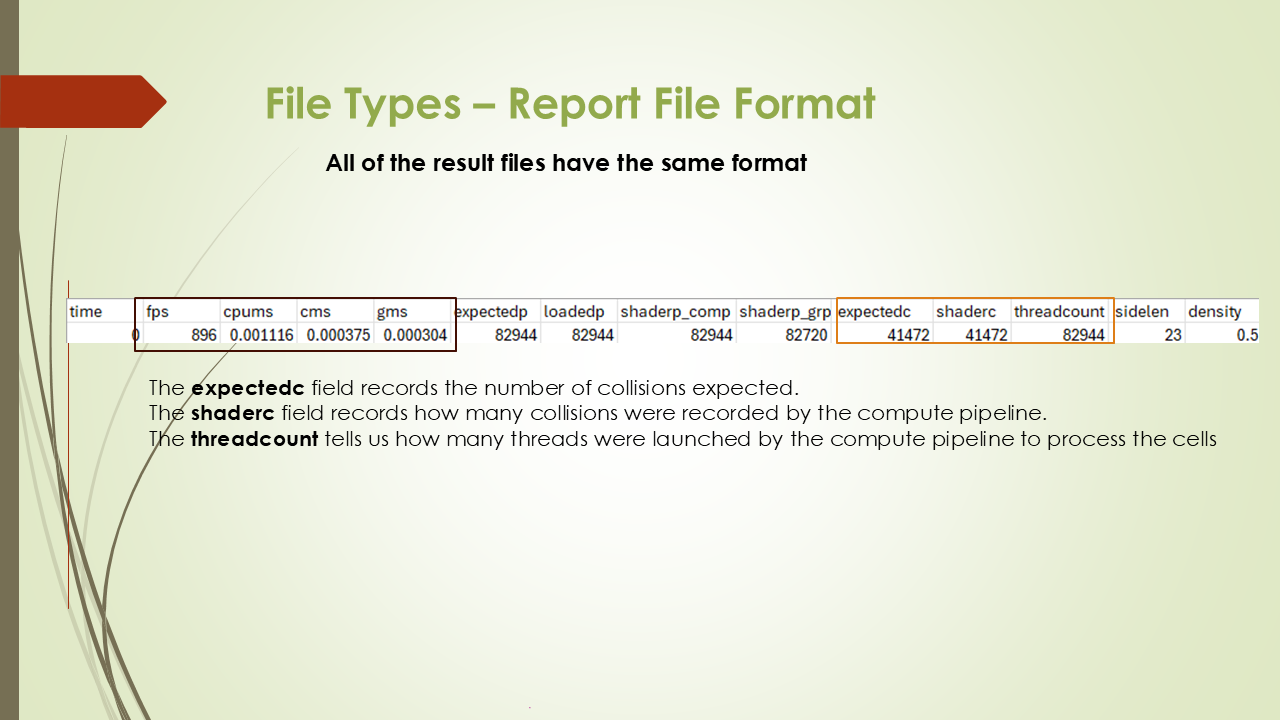 File Types – Report File Format
All of the result files have the same format
time fps cpums cms gms expectedp loadedp shaderp_comp shaderp_grp expectedc shaderc threadcount sidelen density
0 896 0.001116 0.000375 0.000304 82944 82944 82944 82720 41472 41472 82944 23 0.5
The expectedc field records the number of collisions expected.
The shaderc field records how many collisions were recorded by the compute pipeline.
The threadcount tells us how many threads were launched by the compute pipeline to process the cells
.